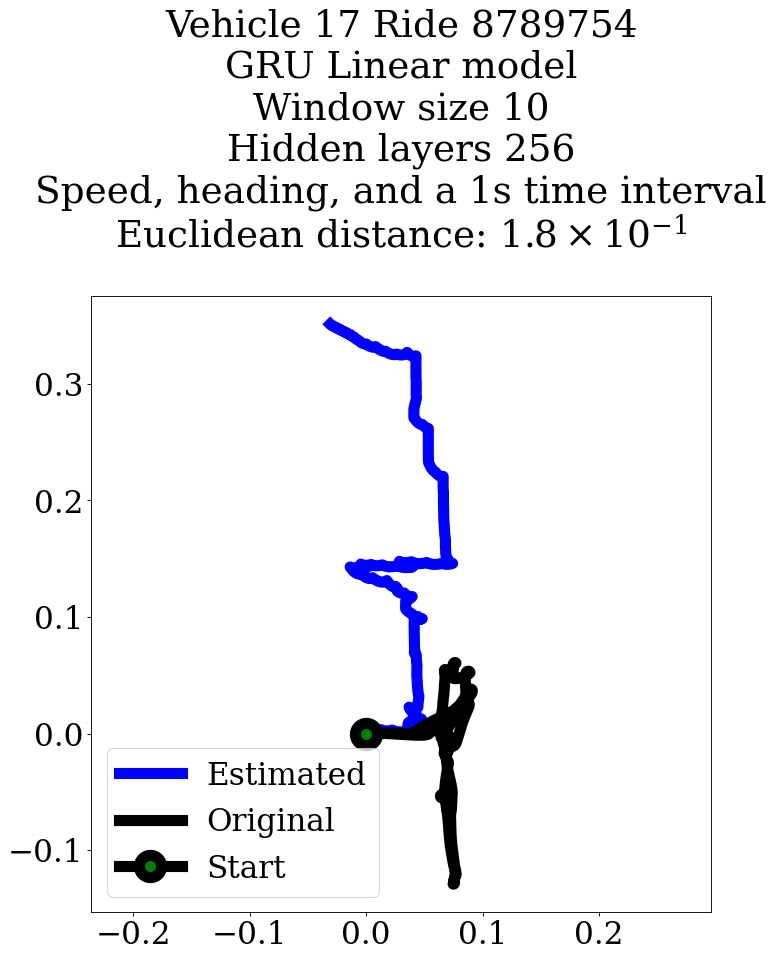 Vehicle 17 Ride 8789754
GRU Linear model
Window size 10
Hidden layers 256
Speed, heading, and a 1s time interval
Euclidean distance: 1.8 × 10⁻¹
0.3
0.2
0.1
0.0
−0.1
Estimated
Original
Start
−0.2 −0.1 0.0 0.1 0.2